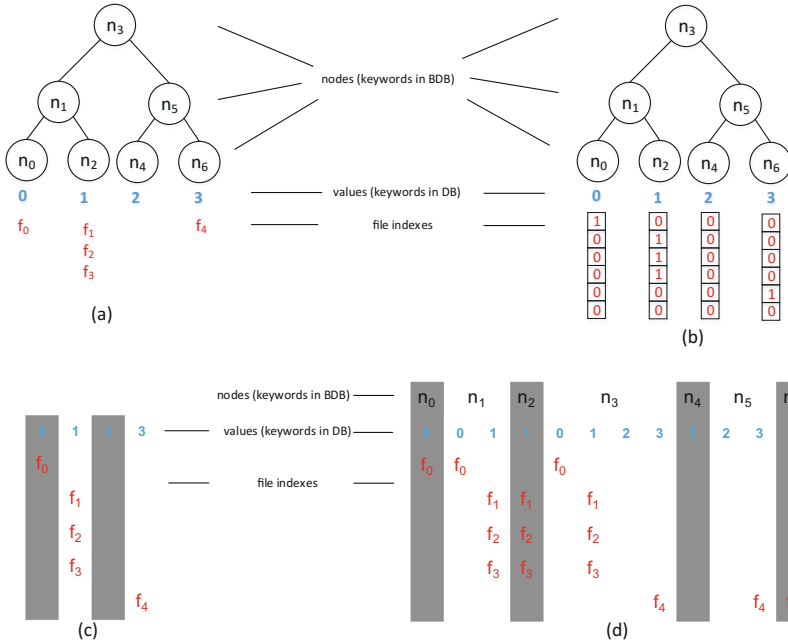 n3 n3
nodes (keywords in BDB)
n1 n5 n1 n5
n0 n2 n4 n6 n0 n2 n4 n6
0 1 2 3 values (keywords in DB) 0 1 2 3
f0 f1 f4 file indexes 1 0 0 0
f2 0 1 0 0
f3 0 1 0 0
0 1 0 0
0 0 0 1
0 0 0 0
(a) (b)
nodes (keywords in BDB) n0 n1 n2 n3 n4 n5
1 3 values (keywords in DB) 0 1 0 1 2 3 2 3
f0 f0 f0 f0
file indexes
f1 f1 f1 f1
f2 f2 f2 f2
f3 f3 f3 f3
f4 f4 f4
(c) (d)